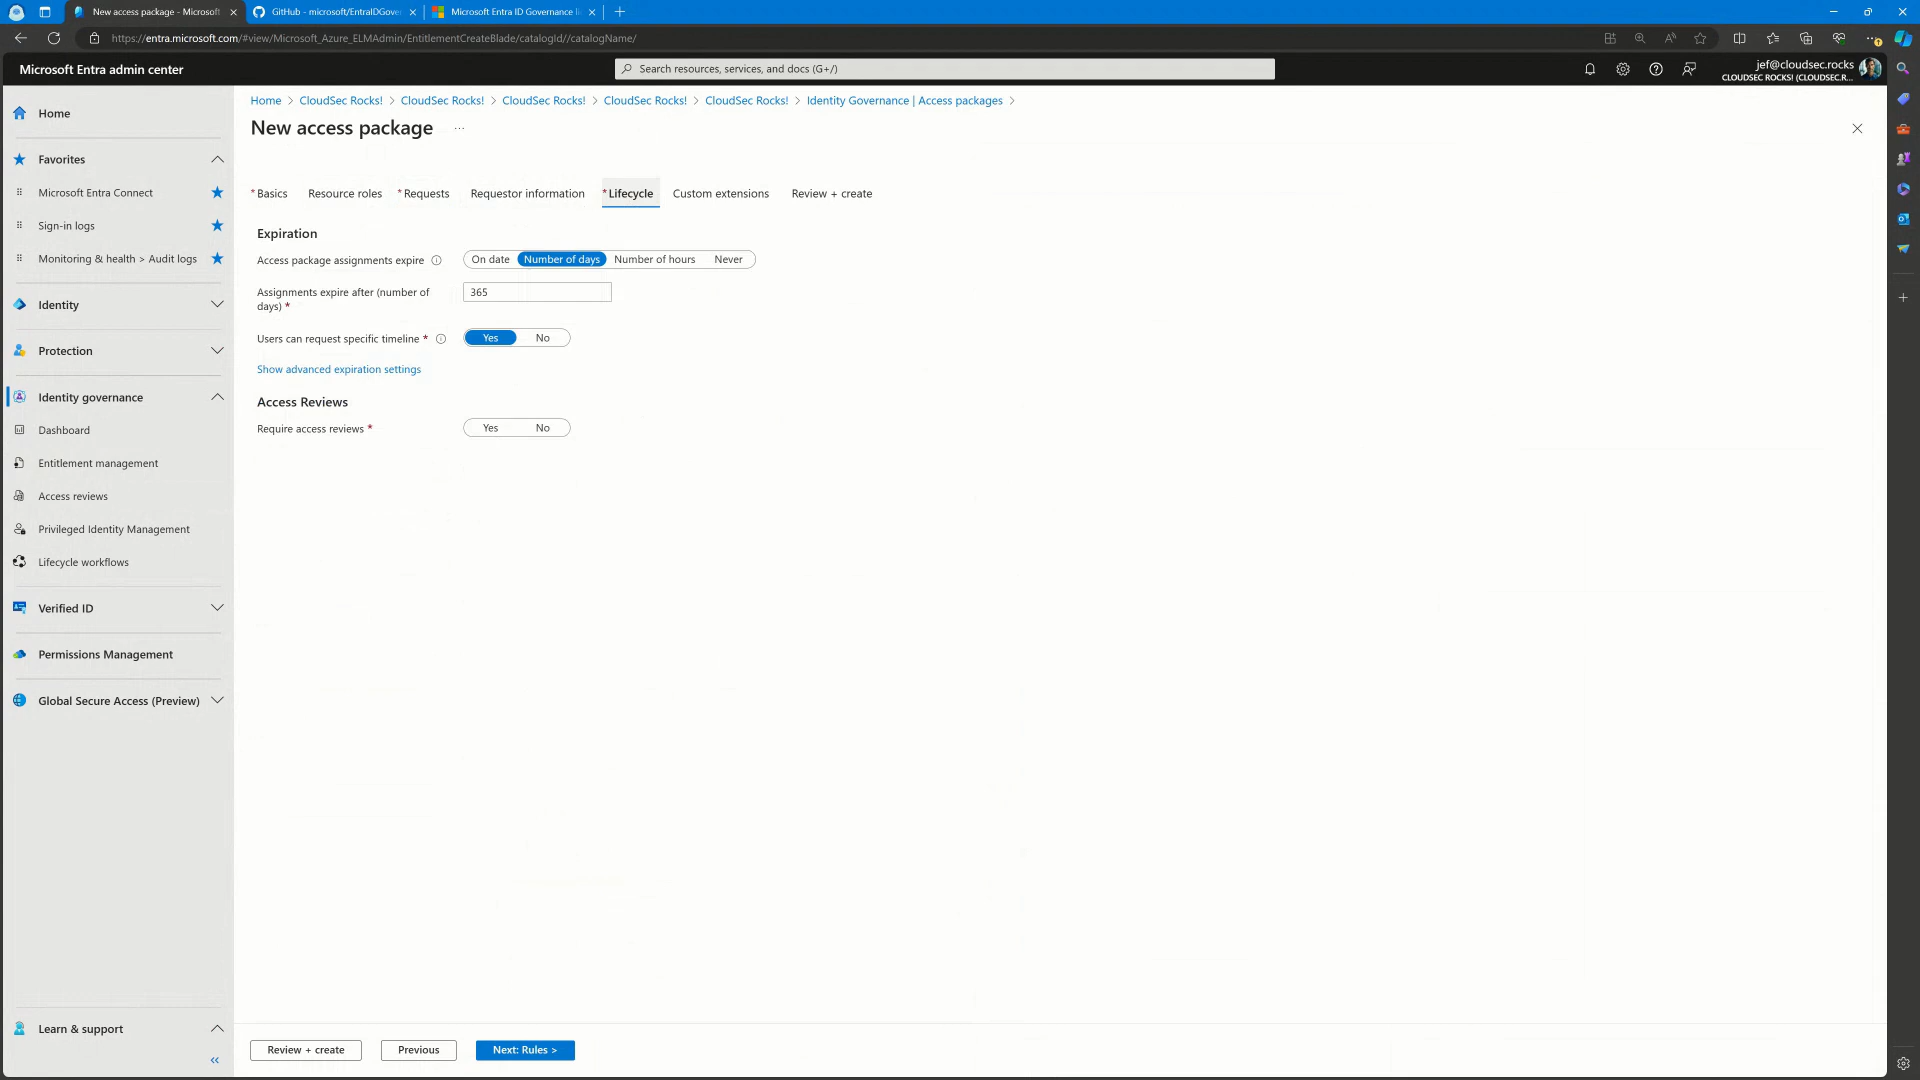 New access package - Microsoft
GitHub - microsoft/EntraIDGove
Microsoft Entra ID Governance li
https://entra.microsoft.com/#view/Microsoft_Azure_ELMAdmin/EntitlementCreateBlade/catalogId//catalogName/
Microsoft Entra admin center
Search resources, services, and docs (G+/)
jef@cloudsec.rocks
CLOUDSEC ROCKS! (CLOUDSEC.R...
Home
Favorites
Microsoft Entra Connect
Sign-in logs
Monitoring & health > Audit logs
Identity
Protection
Identity governance
Dashboard
Entitlement management
Access reviews
Privileged Identity Management
Lifecycle workflows
Verified ID
Permissions Management
Global Secure Access (Preview)
Learn & support
«
Home > CloudSec Rocks! > CloudSec Rocks! > CloudSec Rocks! > CloudSec Rocks! > CloudSec Rocks! > Identity Governance | Access packages >
New access package ...
* Basics Resource roles * Requests Requestor information * Lifecycle Custom extensions Review + create
Expiration
Access package assignments expire On date Number of days Number of hours Never
Assignments expire after (number of
days) *
365
Users can request specific timeline * Yes No
Show advanced expiration settings
Access Reviews
Require access reviews * Yes No
Review + create Previous Next: Rules >